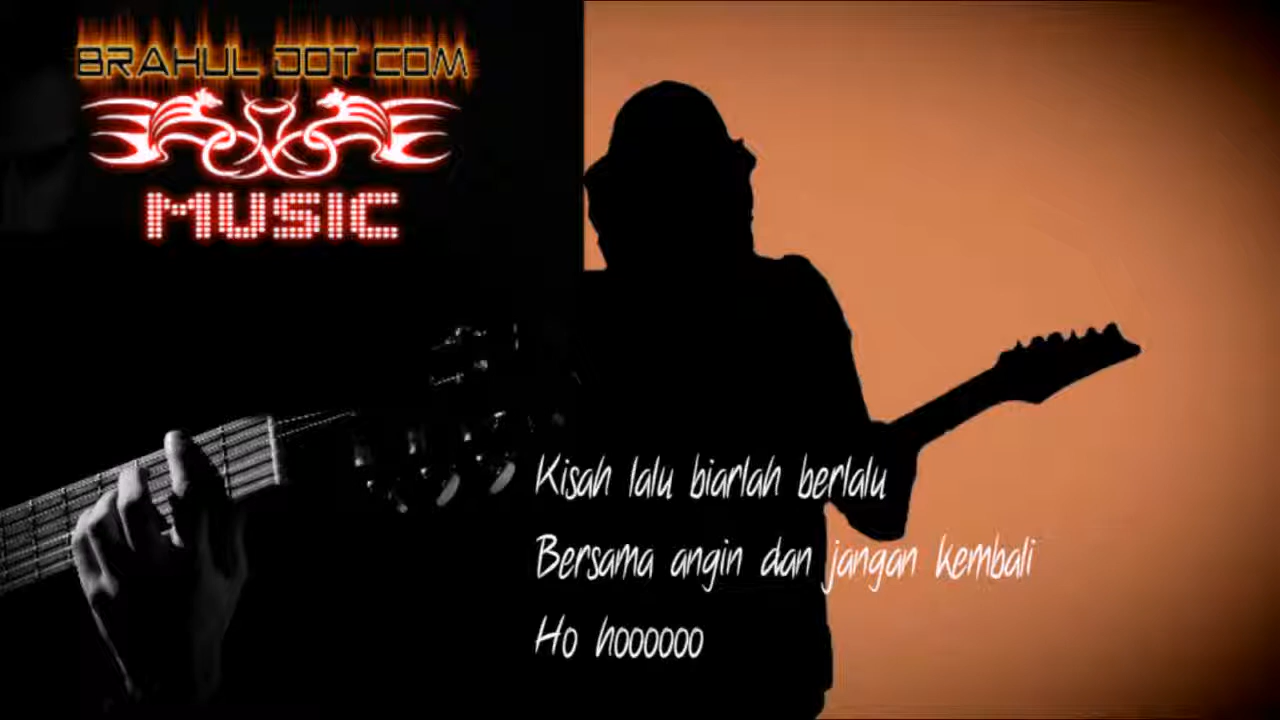 BRAHUL DOT COM
MUSIC
Kisah lalu biarlah berlalu
Bersama angin dan jangan kembali
Ho hoooooo